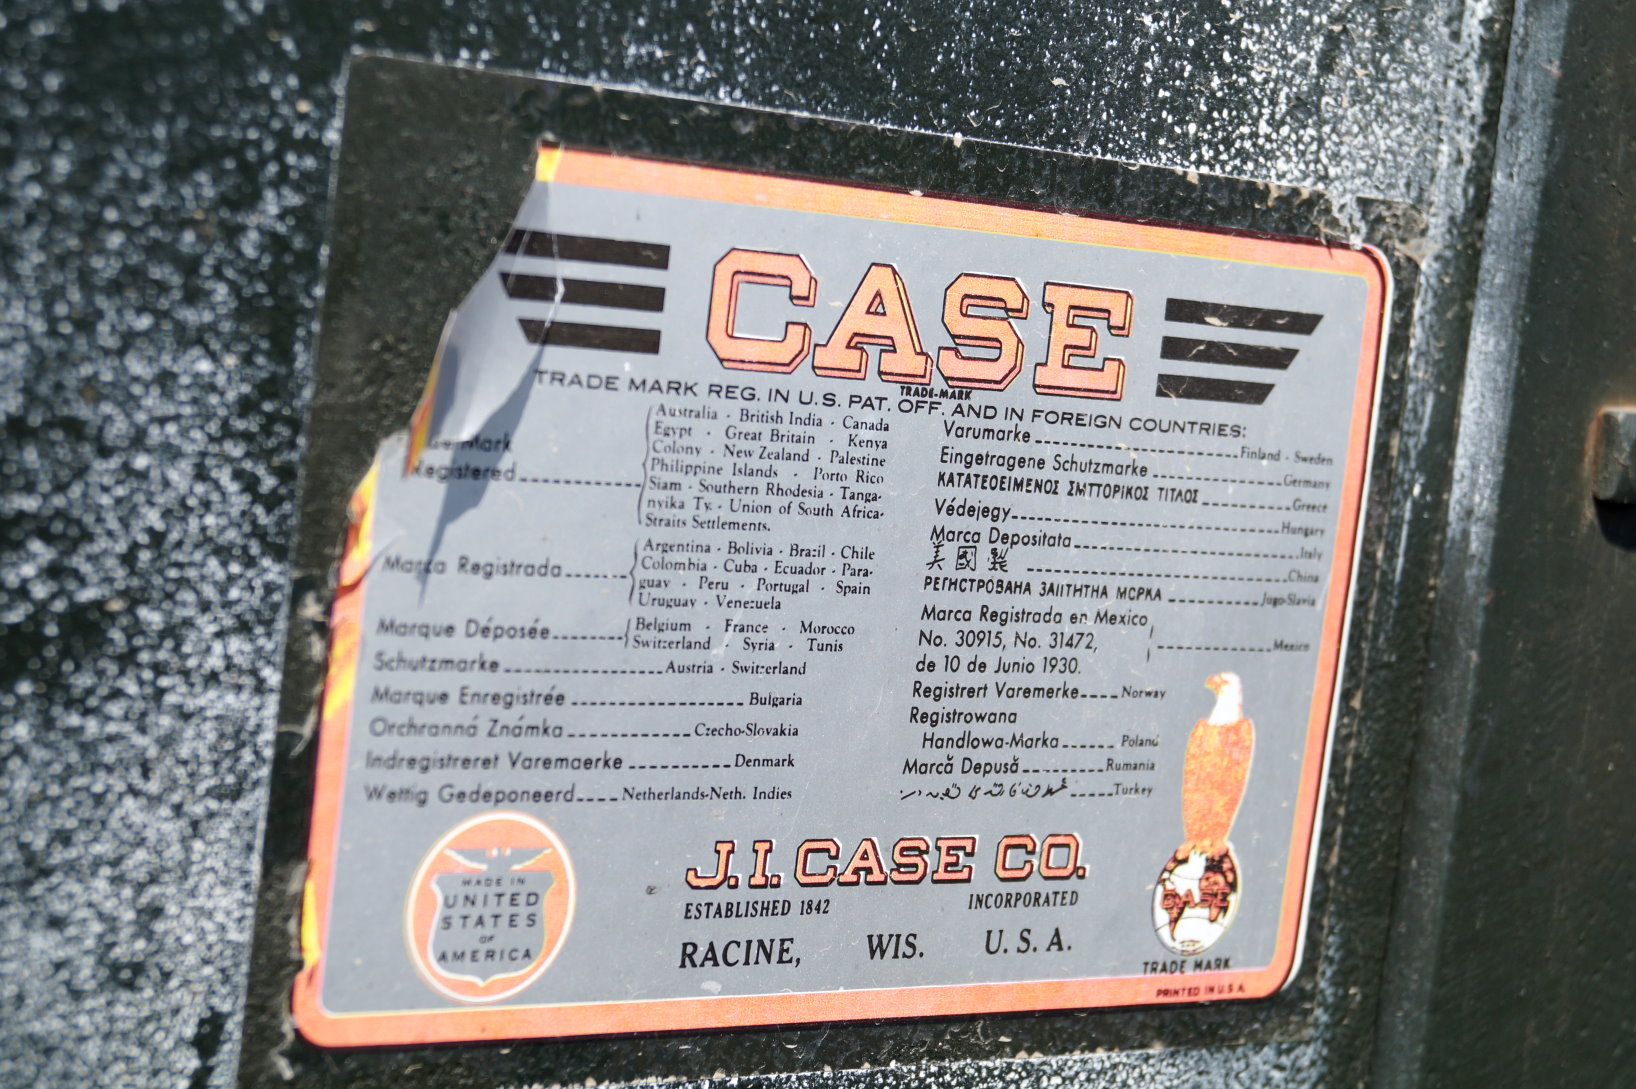 CASE
TRADE-MARK
TRADE MARK REG. IN U.S. PAT. OFF. AND IN FOREIGN COUNTRIES:
Mark
Registered
Australia - British India - Canada
Egypt - Great Britain - Kenya
Colony - New Zealand - Palestine
Philippine Islands - Porto Rico
Siam - Southern Rhodesia - Tanga-
nyika Ty. - Union of South Africa-
Straits Settlements.
Marca Registrada
Argentina - Bolivia - Brazil - Chile
Colombia - Cuba - Ecuador - Para-
guay - Peru - Portugal - Spain
Uruguay - Venezuela
Marque Déposée
Belgium - France - Morocco
Switzerland - Syria - Tunis
Schutzmarke Austria - Switzerland
Marque Enregistrée Bulgaria
Orchranná Známka Czecho-Slovakia
Indregistreret Varemaerke Denmark
Wettig Gedeponeerd Netherlands-Neth. Indies
Varumarke Finland - Sweden
Eingetragene Schutzmarke Germany
ΚΑΤΑΤΕΟΕΙΜΕΝΟΣ ΣΜΤΤΟΡΙΚΟΣ ΤΙΤΛΟΣ Greece
Védejegy Hungary
Marca Depositata Italy
美國製 China
Jugo-Slavia
Marca Registrada en Mexico
No. 30915, No. 31472, Mexico
de 10 de Junio 1930.
Registrert Varemerke Norway
Registrowana
Handlowa-Marka Poland
Marcă Depusă Rumania
Turkey
MADE IN
UNITED
STATES
OF
AMERICA
J.I. CASE CO.
ESTABLISHED 1842 INCORPORATED
RACINE, WIS. U.S.A.
CASE
TRADE MARK
PRINTED IN U.S.A.